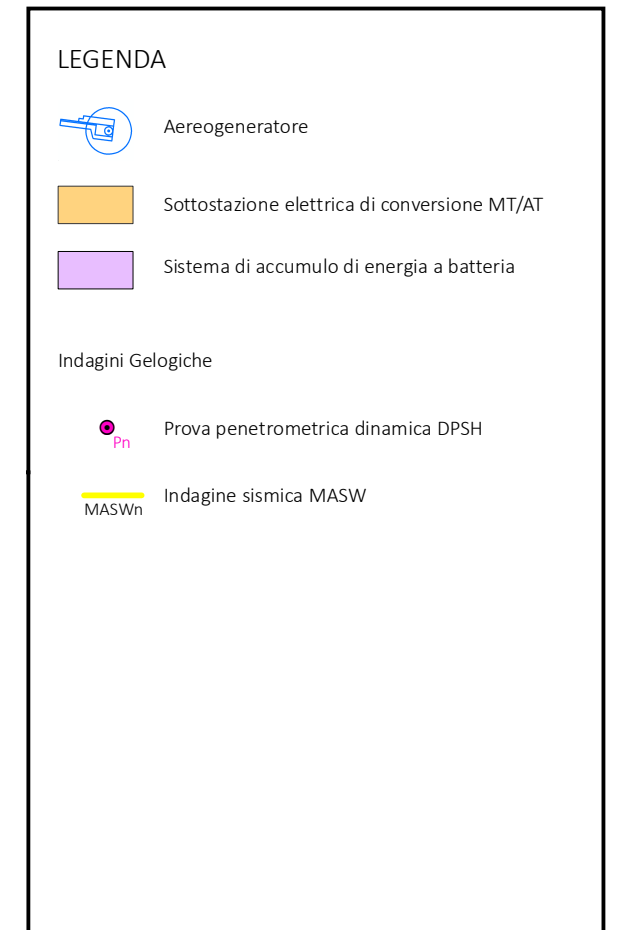 LEGENDA
Aereogeneratore
Sottostazione elettrica di conversione MT/AT
Sistema di accumulo di energia a batteria
Indagini Gelogiche
Pn
Prova penetrometrica dinamica DPSH
MASWn
Indagine sismica MASW